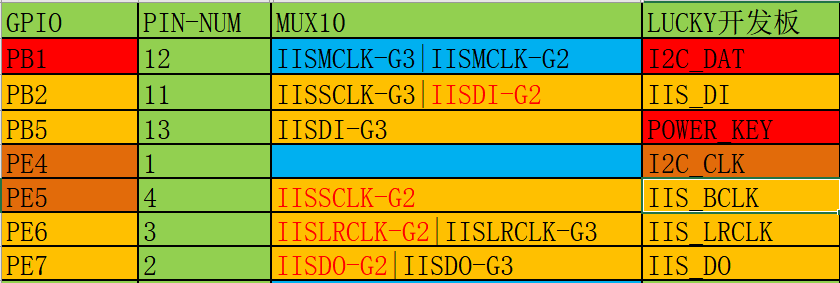 GPIO PIN-NUM MUX10 LUCKY开发板
PB1 12 IISMCLK-G3|IISMCLK-G2 I2C_DAT
PB2 11 IISSCLK-G3|IISDI-G2 IIS_DI
PB5 13 IISDI-G3 POWER_KEY
PE4 1 I2C_CLK
PE5 4 IISSCLK-G2 IIS_BCLK
PE6 3 IISLRCLK-G2|IISLRCLK-G3 IIS_LRCLK
PE7 2 IISDO-G2|IISDO-G3 IIS_DO